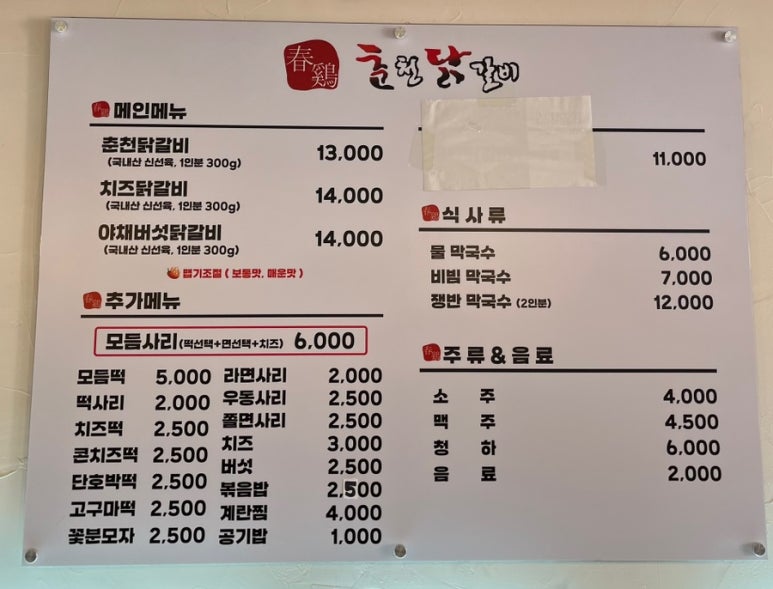 春鷄 춘천닭갈비
메인메뉴
춘천닭갈비 13,000
(국내산 신선육, 1인분 300g)
치즈닭갈비 14,000
(국내산 신선육, 1인분 300g)
야채버섯닭갈비 14,000
(국내산 신선육, 1인분 300g)
맵기조절 ( 보통맛, 매운맛 )
추가메뉴
모듬사리(떡선택+면선택+치즈) 6,000
모듬떡 5,000
떡사리 2,000
치즈떡 2,500
콘치즈떡 2,500
단호박떡 2,500
고구마떡 2,500
꽃분모자 2,500
라면사리 2,000
우동사리 2,500
쫄면사리 2,500
치즈 3,000
버섯 2,500
볶음밥 2,500
계란찜 4,000
공기밥 1,000
11,000
식사류
물 막국수 6,000
비빔 막국수 7,000
쟁반 막국수 (2인분) 12,000
주류&음료
소 주 4,000
맥 주 4,500
청 하 6,000
음 료 2,000